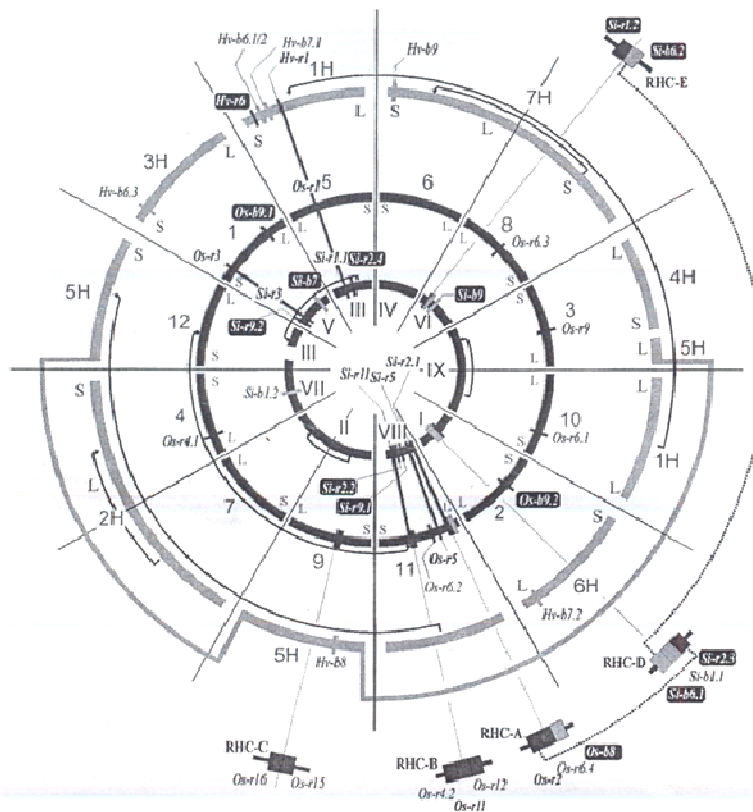 Hv-b6.1/2
Hv-b7.1
Hv-r1
1H
Hv-b9
Si-r1.2
Si-b6.2
RHC-E
Hv-r6
S
L
S
7H
3H
L
L
S
Hv-b6.3
S
Os-r1
5
6
Os-b9.1
1
8
Os-r6.3
Os-r3
Si-r1.1
Si-r2.4
4H
S
5H
Si-b7
Si-b9
Si-r3
III
IV
V
VI
3
Os-r9
S
12
Si-r9.2
III
L
5H
IX
Si-r2.1
Si-r11
Si-r5
S
VII
Si-b1.2
L
4
Os-r4.1
II
VIII
I
10
Os-r6.1
1H
L
Si-r2.2
Si-r9.1
Os-b9.2
L
S
2H
7
2
9
11
Os-r5
Os-r6.2
L
6H
Hv-b7.2
5H
Hv-b8
RHC-D
Si-r2.3
Si-b1.1
Si-b6.1
RHC-C
RHC-B
RHC-A
Os-b8
Os-r6.4
Os-r2
Os-r16
Os-r15
Os-r12
Os-r4.2
Os-r11